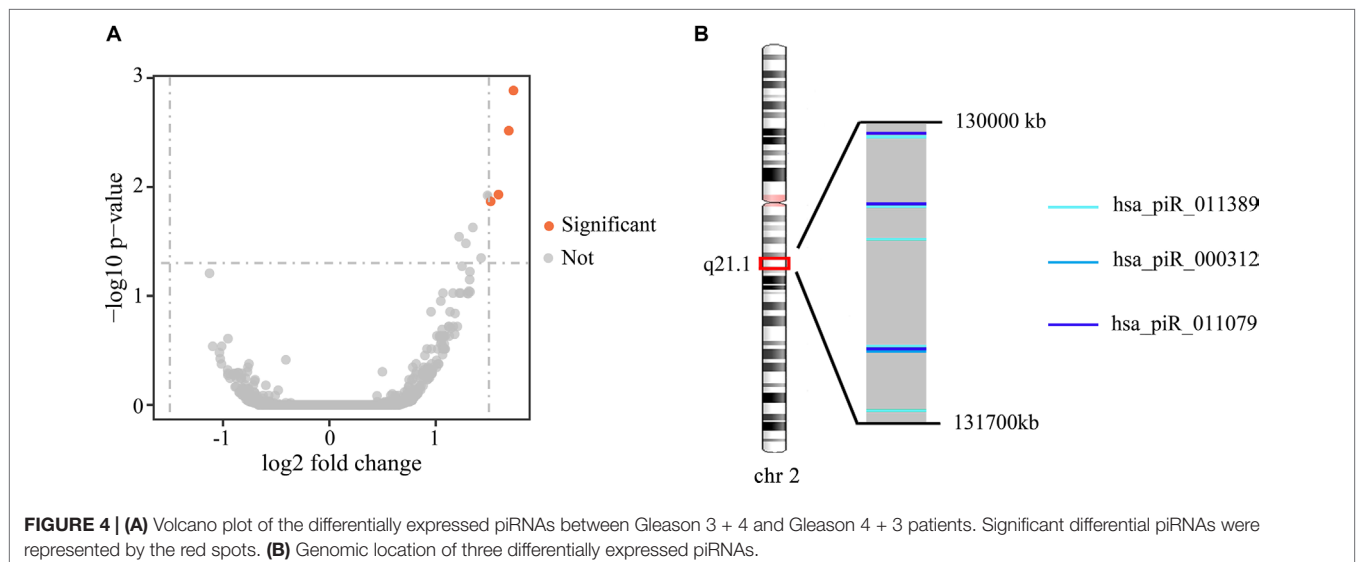 A
3
2
1
0
−log10 p−value
-1
0
1
log2 fold change
Significant
Not
B
q21.1
chr 2
130000 kb
131700kb
hsa_piR_011389
hsa_piR_000312
hsa_piR_011079
FIGURE 4 | (A) Volcano plot of the differentially expressed piRNAs between Gleason 3 + 4 and Gleason 4 + 3 patients. Significant differential piRNAs were
represented by the red spots. (B) Genomic location of three differentially expressed piRNAs.